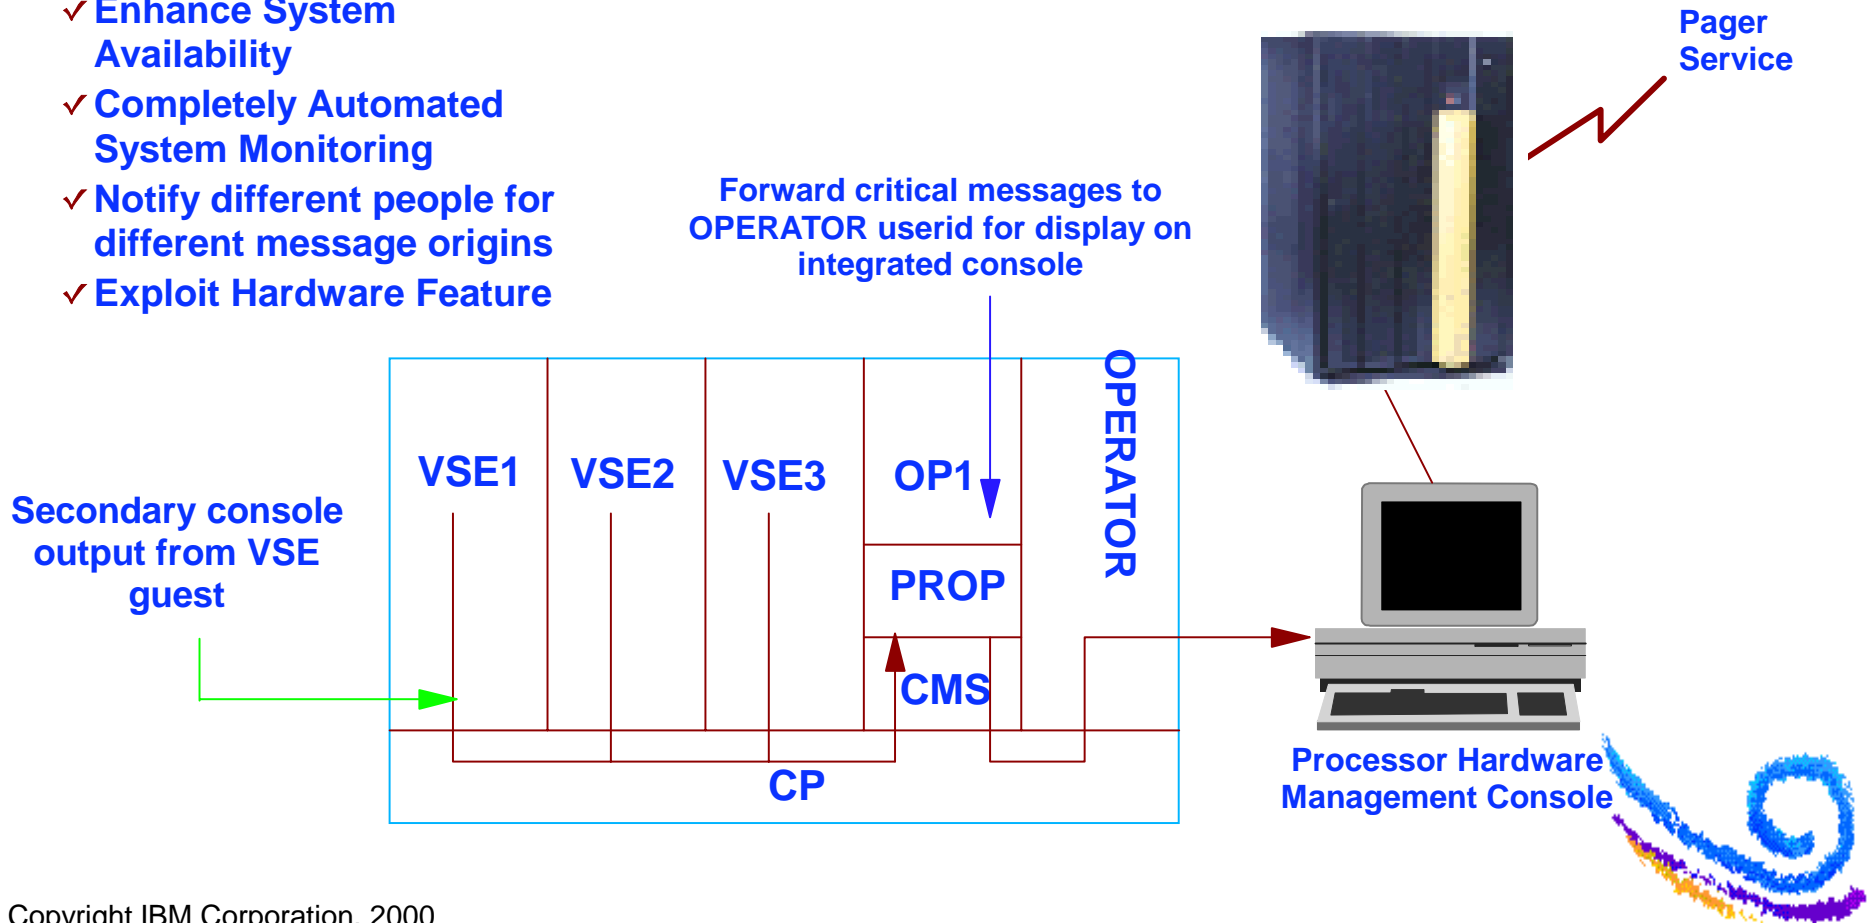 Enhance System
Availability
Completely Automated
System Monitoring
Notify different people for
different message origins
Exploit Hardware Feature
Pager
Service
Forward critical messages to
OPERATOR userid for display on
integrated console
Secondary console
output from VSE
guest
VSE1
VSE2
VSE3
OP1
OPERATOR
PROP
CMS
CP
Processor Hardware
Management Console
Copyright IBM Corporation, 2000